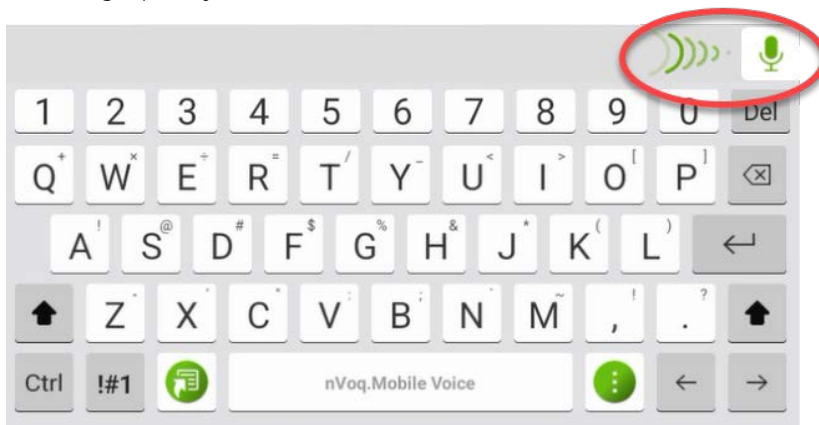 1 2 3 4 5 6 7 8 9 0 Del
Q + W × E ÷ R = T / Y - U < I > O [ P ]
A ! S @ D # F $ G % H & J * K ( L )
Z X C V : B ; N M ~ , ! . ?
Ctrl !#1 nVoq.Mobile Voice ← →